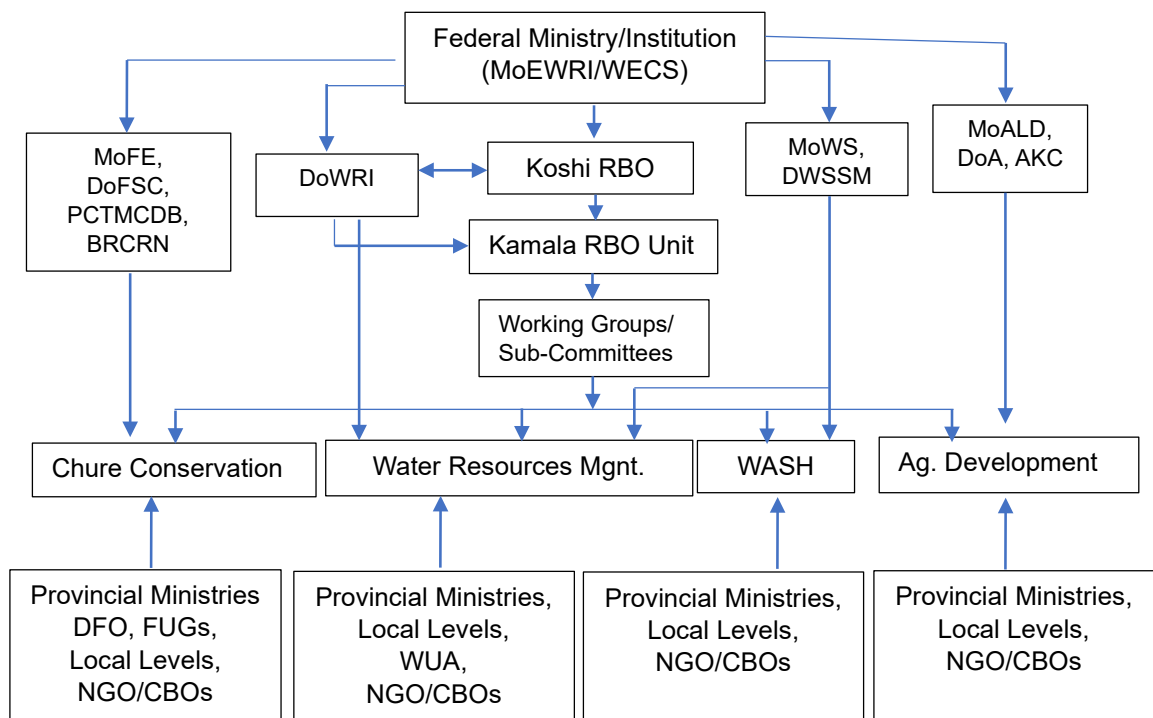 Federal Ministry/Institution
(MoEWRI/WECS)
MoFE,
DoFSC,
PCTMCDB,
BRCRN
DoWRI
Koshi RBO
MoWS,
DWSSM
MoALD,
DoA, AKC
Kamala RBO Unit
Working Groups/
Sub-Committees
Chure Conservation
Water Resources Mgnt.
WASH
Ag. Development
Provincial Ministries
DFO, FUGs,
Local Levels,
NGO/CBOs
Provincial Ministries,
Local Levels,
WUA,
NGO/CBOs
Provincial Ministries,
Local Levels,
NGO/CBOs
Provincial Ministries,
Local Levels,
NGO/CBOs